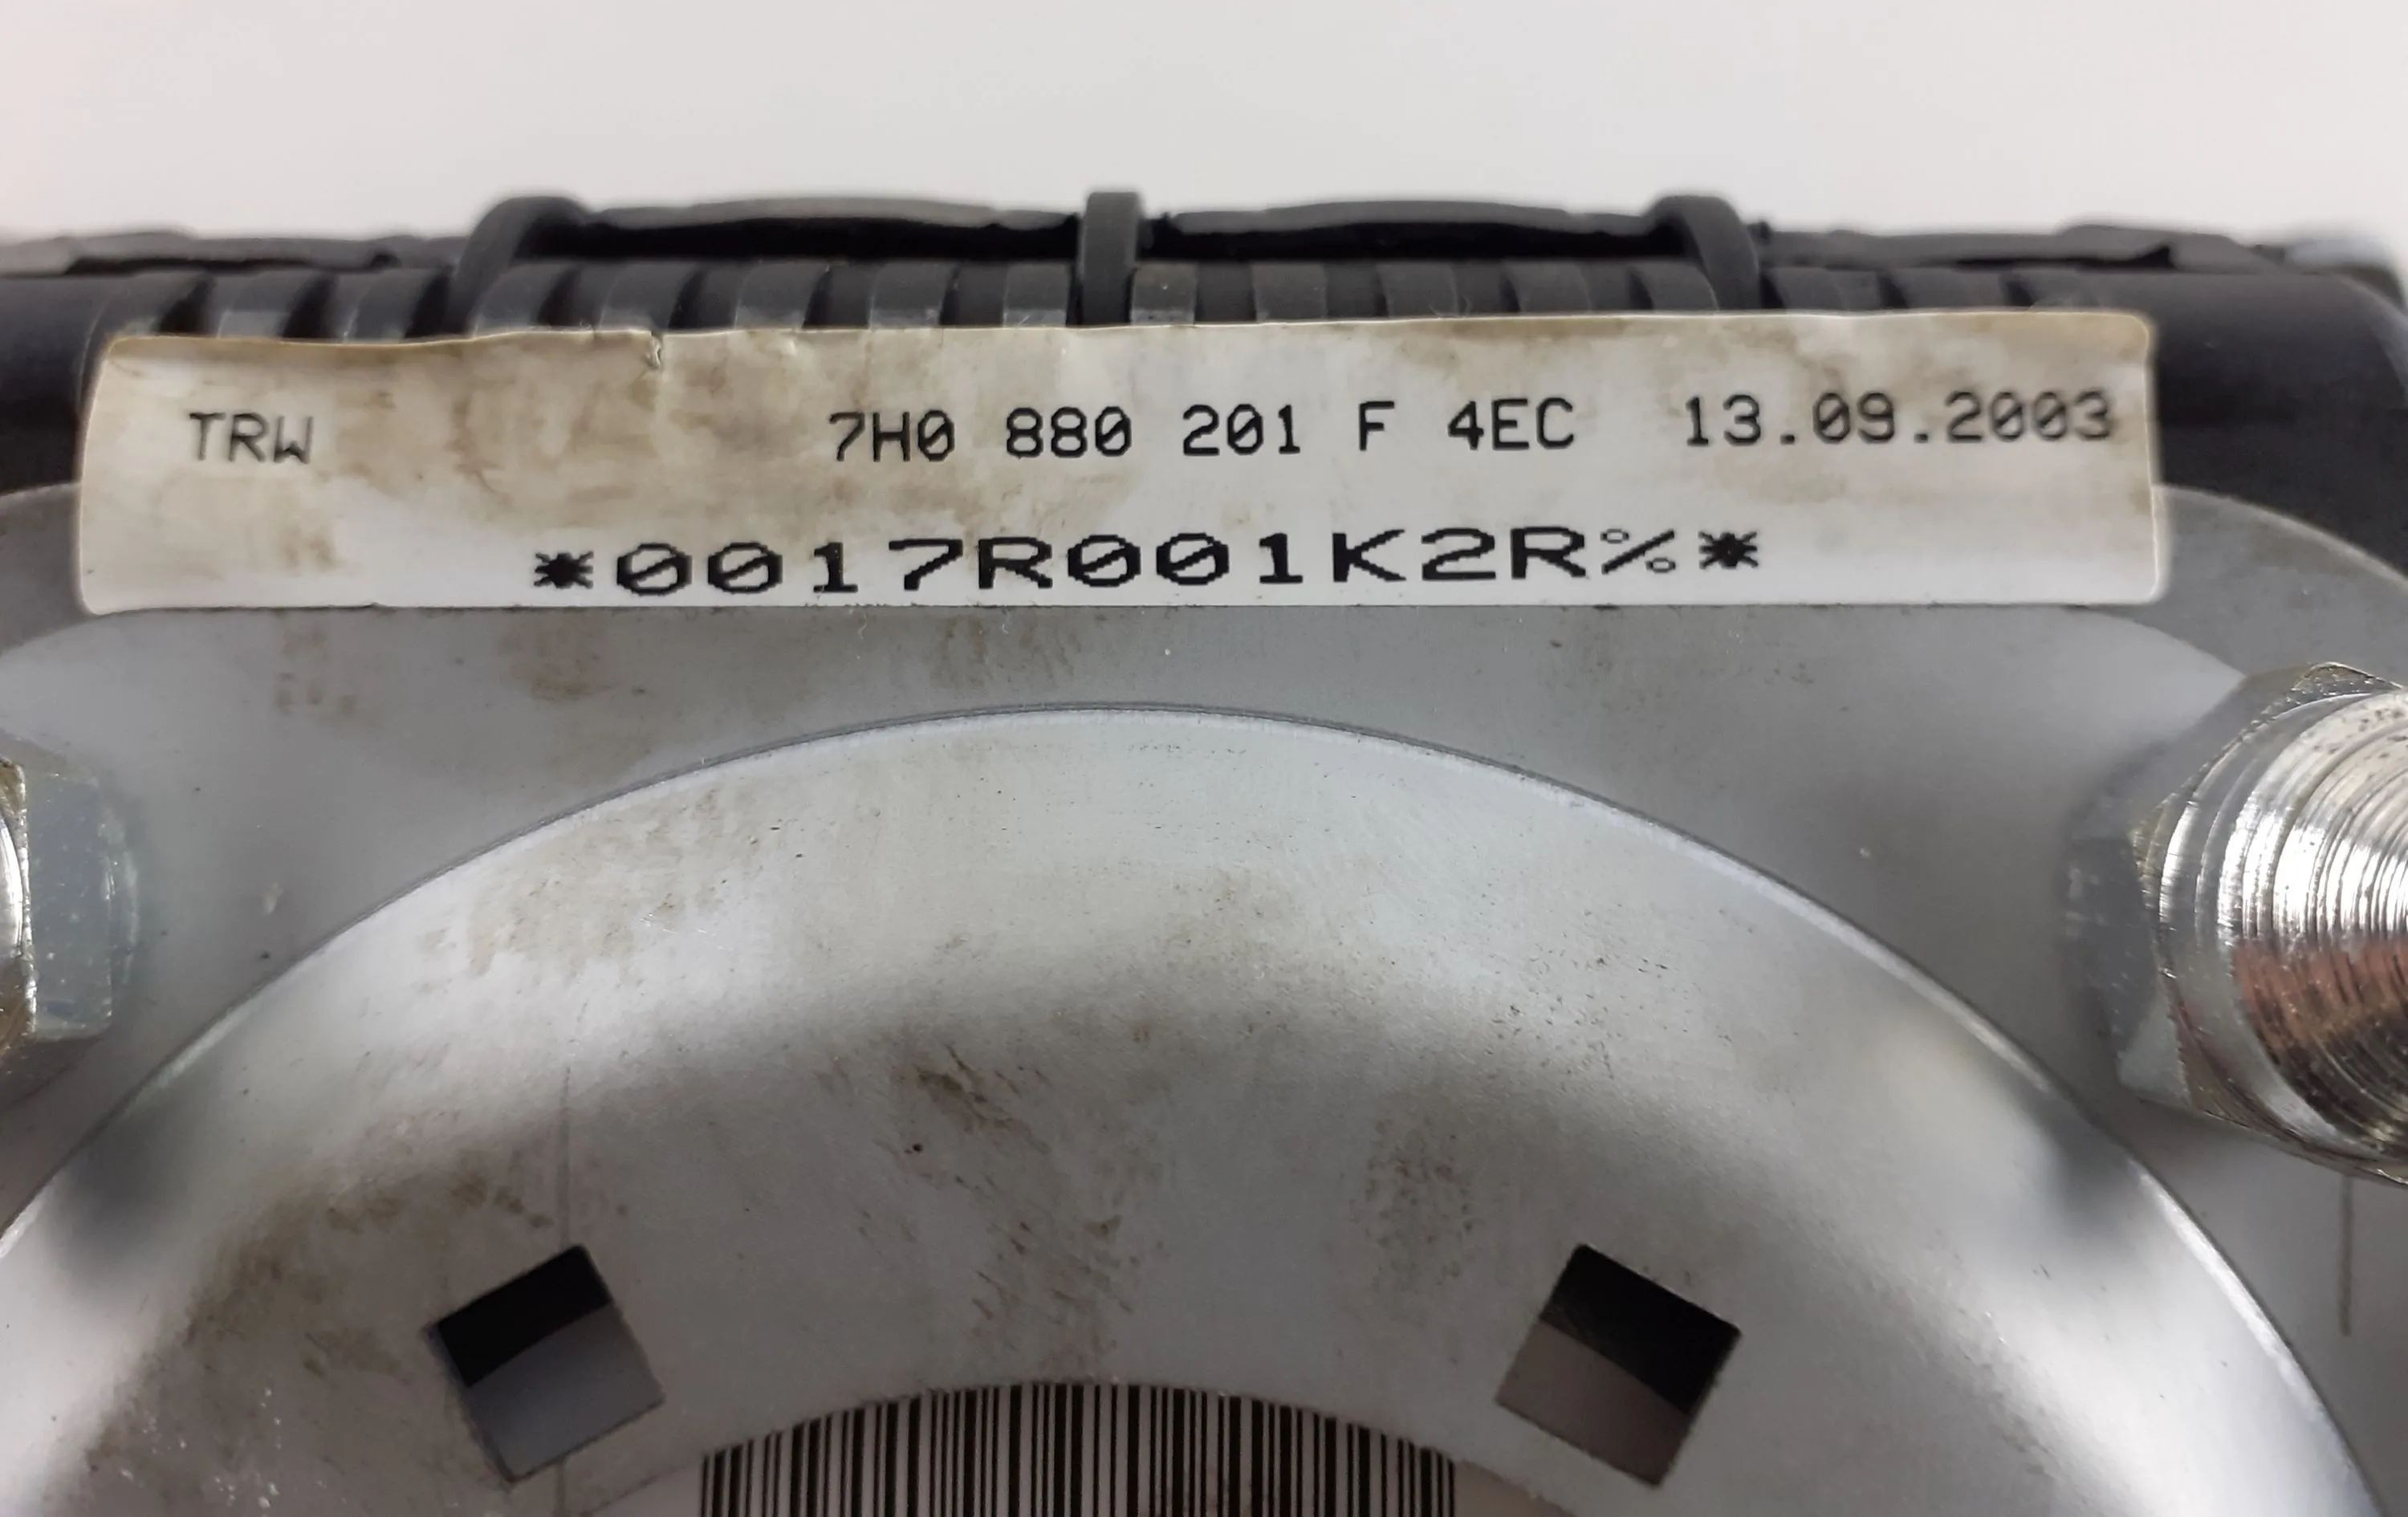 TRW 7H0 880 201 F 4EC 13.09.2003
*0017R001K2R%*